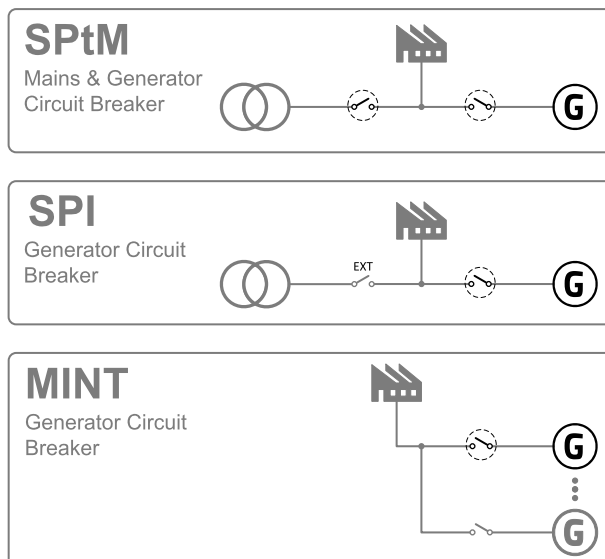 SPtM
Mains & Generator
Circuit Breaker
G
SPI
Generator Circuit
Breaker
EXT
G
MINT
Generator Circuit
Breaker
G
G